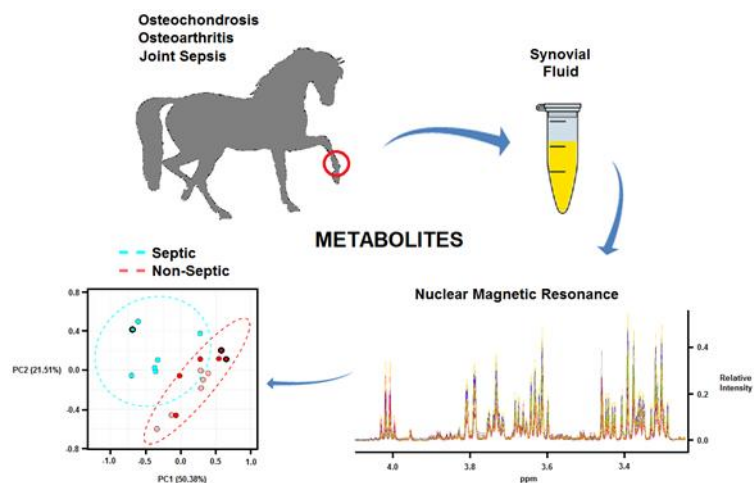 Osteochondrosis
Osteoarthritis
Joint Sepsis
Synovial
Fluid
METABOLITES
Septic
Non-Septic
Nuclear Magnetic Resonance
0.8
0.4
0.0
-0.4
-0.8
PC2 (21.51%)
-1.0
-0.5
0.0
0.5
1.0
PC1 (50.38%)
0.4
0.2
0.0
Relative
Intensity
4.0
3.8
3.6
3.4
ppm